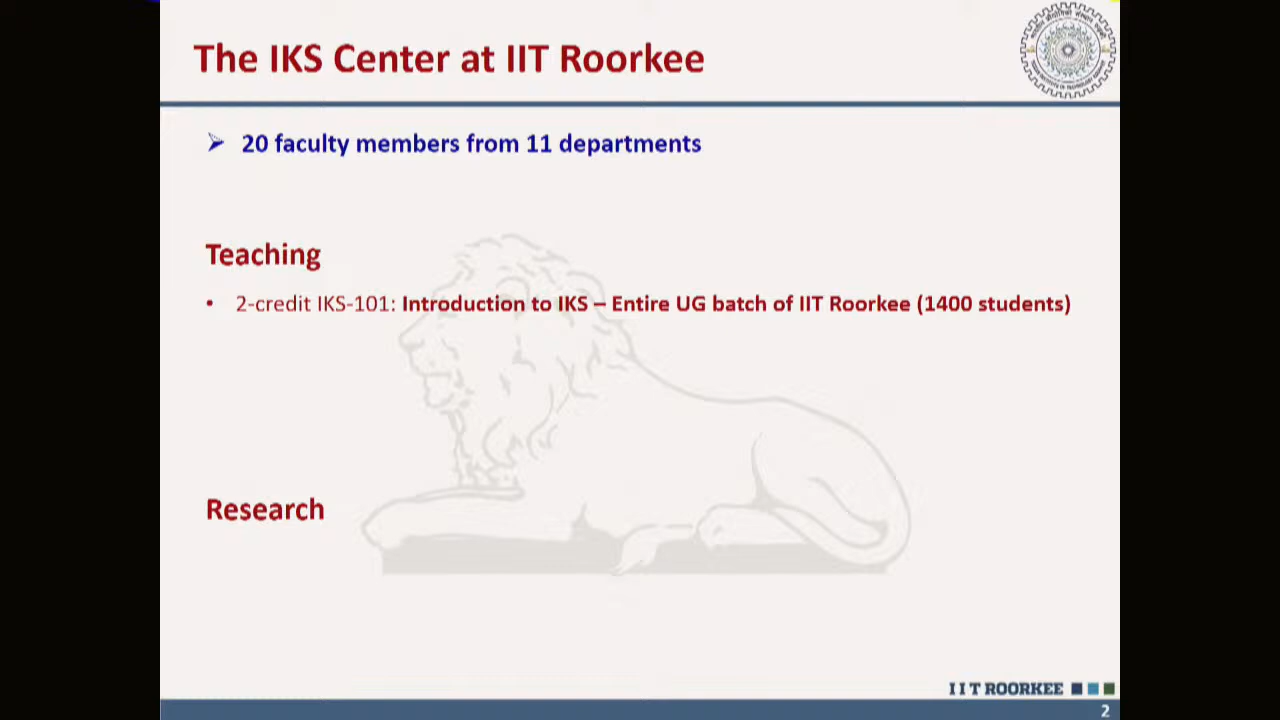 The IKS Center at IIT Roorkee
➢ 20 faculty members from 11 departments
Teaching
• 2-credit IKS-101: Introduction to IKS – Entire UG batch of IIT Roorkee (1400 students)
Research
IIT ROORKEE
2